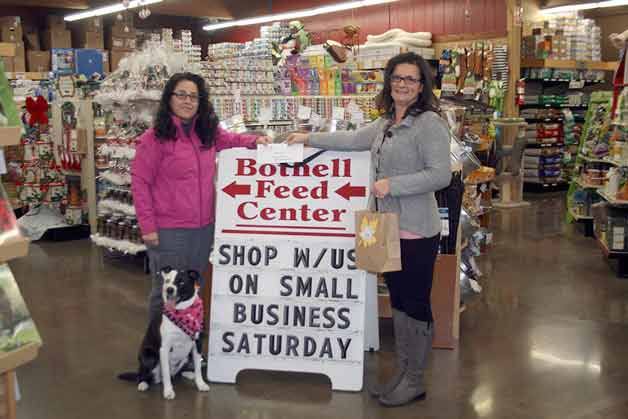 Bothell
Feed
Center
SHOP W/US
ON SMALL
BUSINESS
SATURDAY